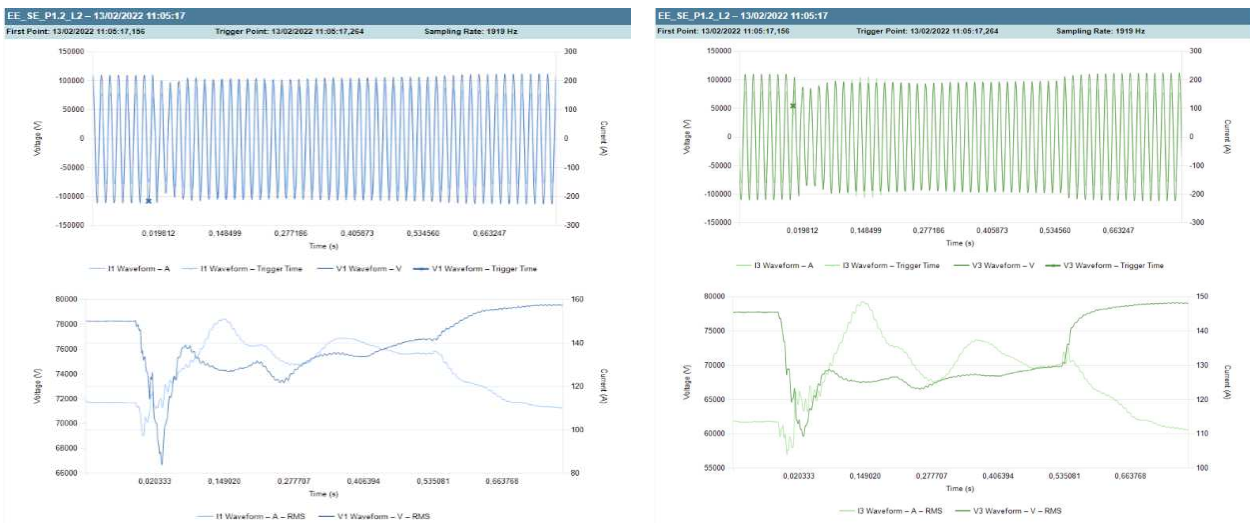 EE_SE_P1.2_L2 – 13/02/2022 11:05:17
First Point: 13/02/2022 11:05:17,156 Trigger Point: 13/02/2022 11:05:17,264 Sampling Rate: 1919 Hz
150000
100000
50000
0
-50000
-100000
-150000
Voltage (V)
300
200
100
0
-100
-200
-300
Current (A)
0,019812 0,148499 0,277186 0,405873 0,534560 0,663247
Time (s)
I1 Waveform – A I1 Waveform – Trigger Time V1 Waveform – V V1 Waveform – Trigger Time
80000
78000
76000
74000
72000
70000
68000
66000
Voltage (V)
160
140
120
100
80
Current (A)
0,020333 0,149020 0,277707 0,406394 0,535081 0,663768
Time (s)
I1 Waveform – A – RMS V1 Waveform – V – RMS
EE_SE_P1.2_L2 – 13/02/2022 11:05:17
First Point: 13/02/2022 11:05:17,156 Trigger Point: 13/02/2022 11:05:17,264 Sampling Rate: 1919 Hz
150000
100000
50000
0
-50000
-100000
-150000
Voltage (V)
300
200
100
0
-100
-200
-300
Current (A)
0,019812 0,148499 0,277186 0,405873 0,534560 0,663247
Time (s)
I3 Waveform – A I3 Waveform – Trigger Time V3 Waveform – V V3 Waveform – Trigger Time
80000
75000
70000
65000
60000
55000
Voltage (V)
150
140
130
120
110
100
Current (A)
0,020333 0,149020 0,277707 0,406394 0,535081 0,663768
Time (s)
I3 Waveform – A – RMS V3 Waveform – V – RMS